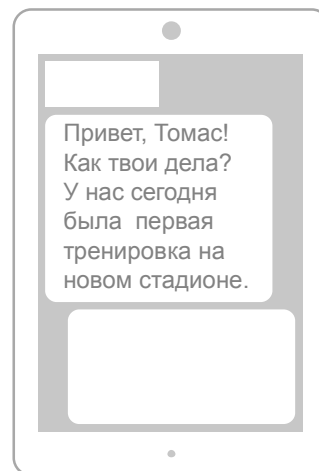 Привет, Томас!
Как твои дела?
У нас сегодня
была первая
тренировка на
новом стадионе.